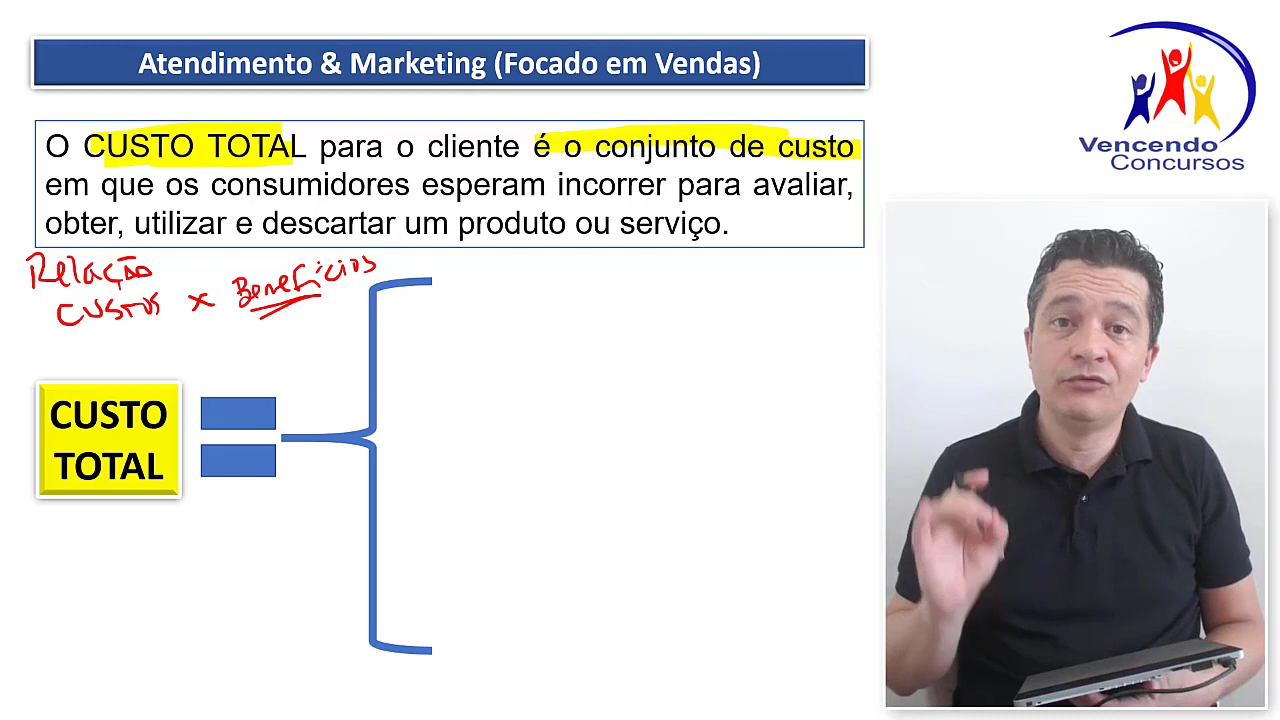 Atendimento & Marketing (Focado em Vendas)
O CUSTO TOTAL para o cliente é o conjunto de custo
em que os consumidores esperam incorrer para avaliar,
obter, utilizar e descartar um produto ou serviço.
Relação
CUSTOS x Benefícios
CUSTO
TOTAL
Vencendo
Concursos